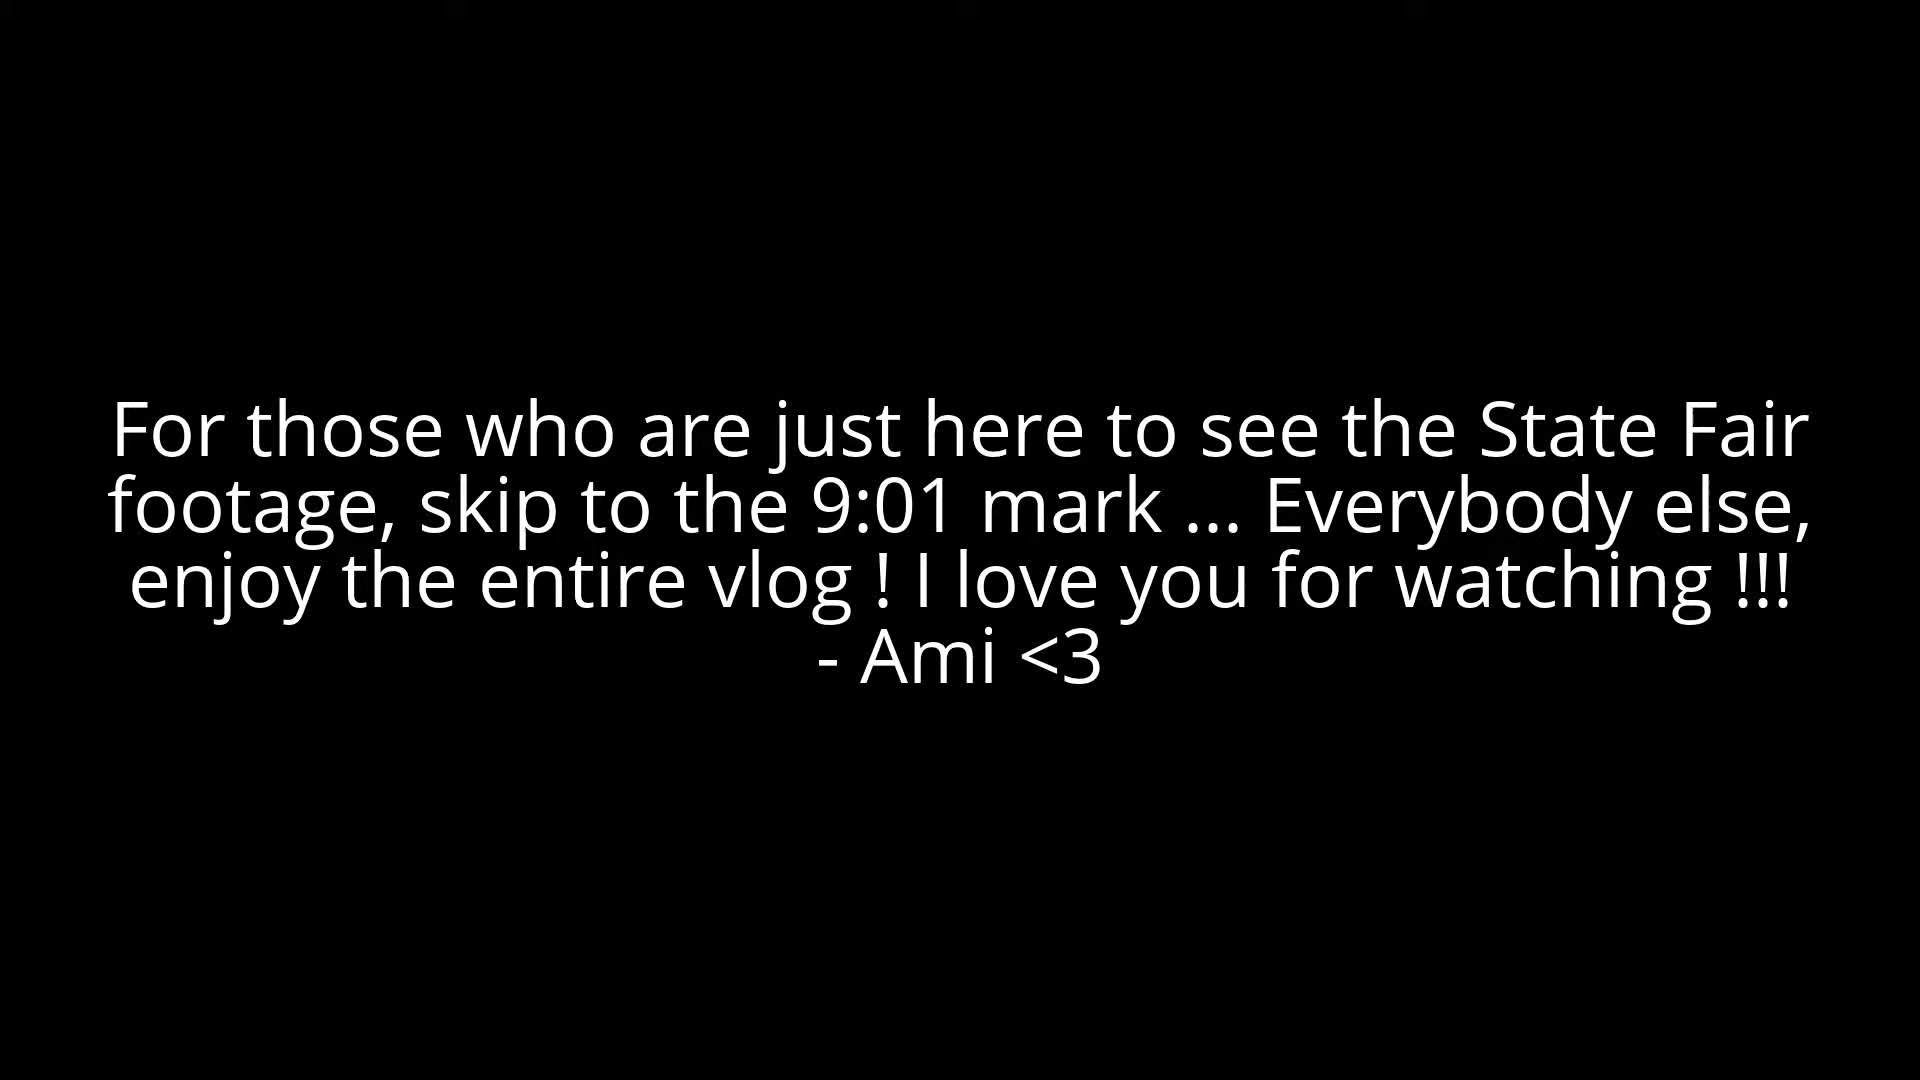 For those who are just here to see the State Fair
footage, skip to the 9:01 mark ... Everybody else,
enjoy the entire vlog ! I love you for watching !!!
- Ami <3